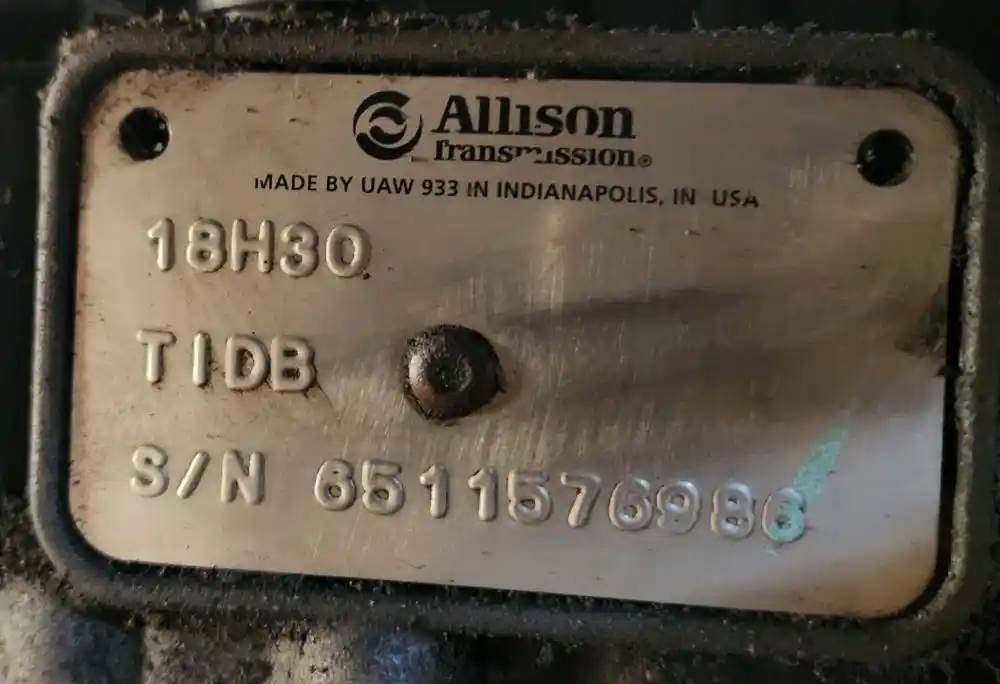 Allison
Transmission®
MADE BY UAW 933 IN INDIANAPOLIS, IN USA
18H30
TIDB
S/N 6511576986